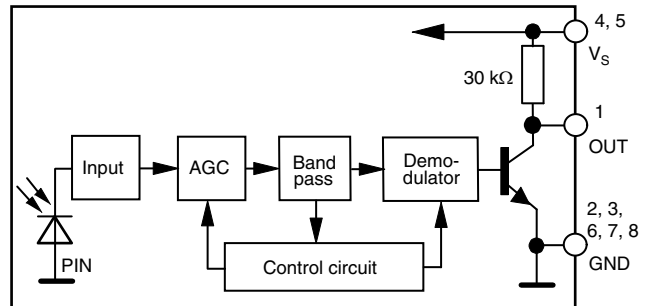 4, 5
V_S
30 kΩ
1
OUT
Input
AGC
Band
pass
Demo-
dulator
2, 3,
6, 7, 8
GND
PIN
Control circuit